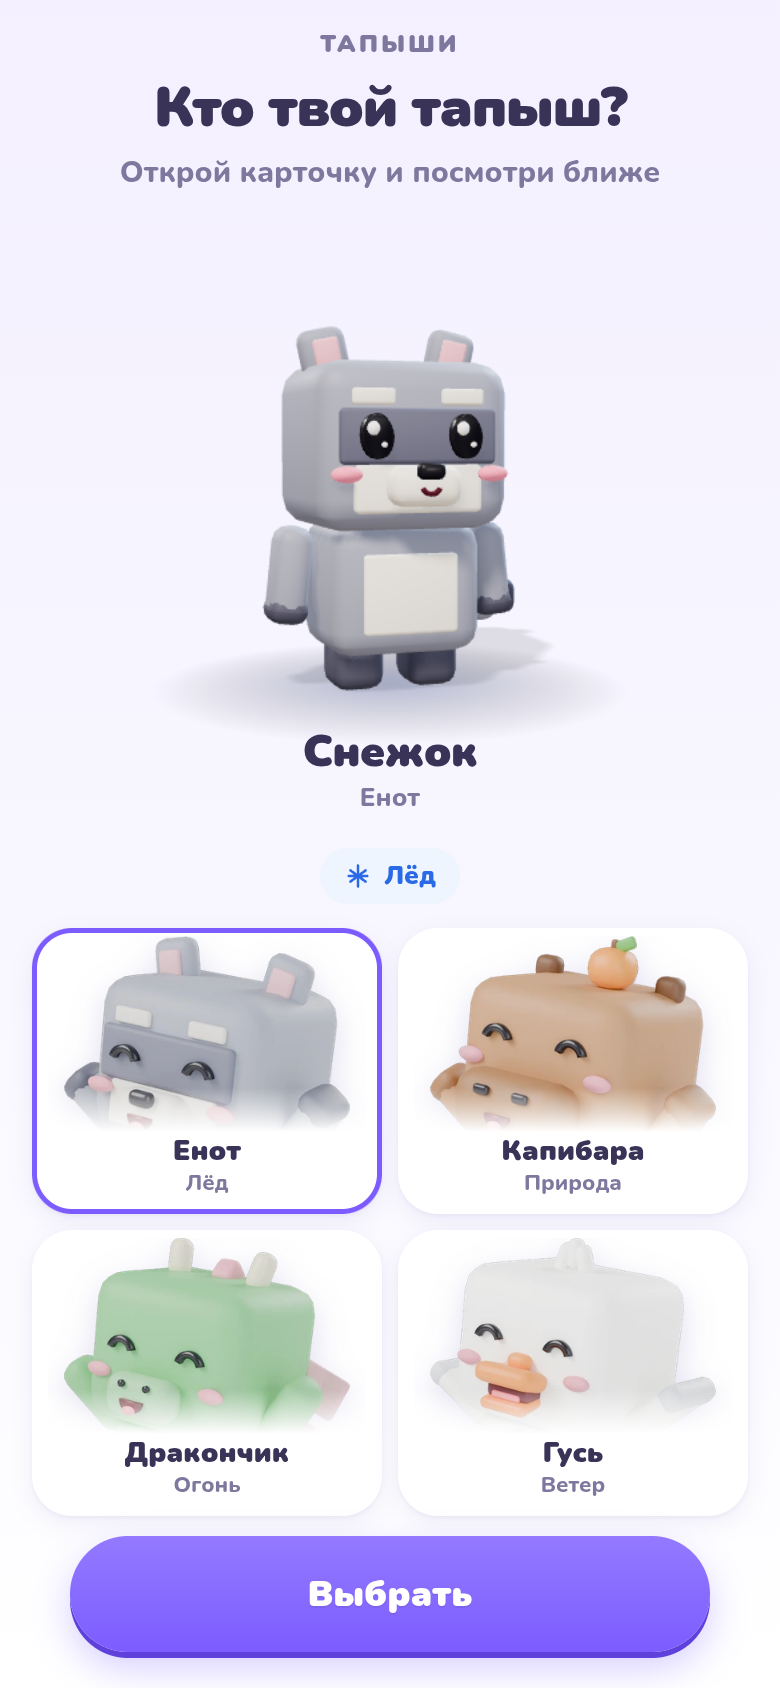 ТАПЫШИ
Кто твой тапыш?
Открой карточку и посмотри ближе
Снежок
Енот
Лёд
Енот
Лёд
Капибара
Природа
Дракончик
Огонь
Гусь
Ветер
Выбрать